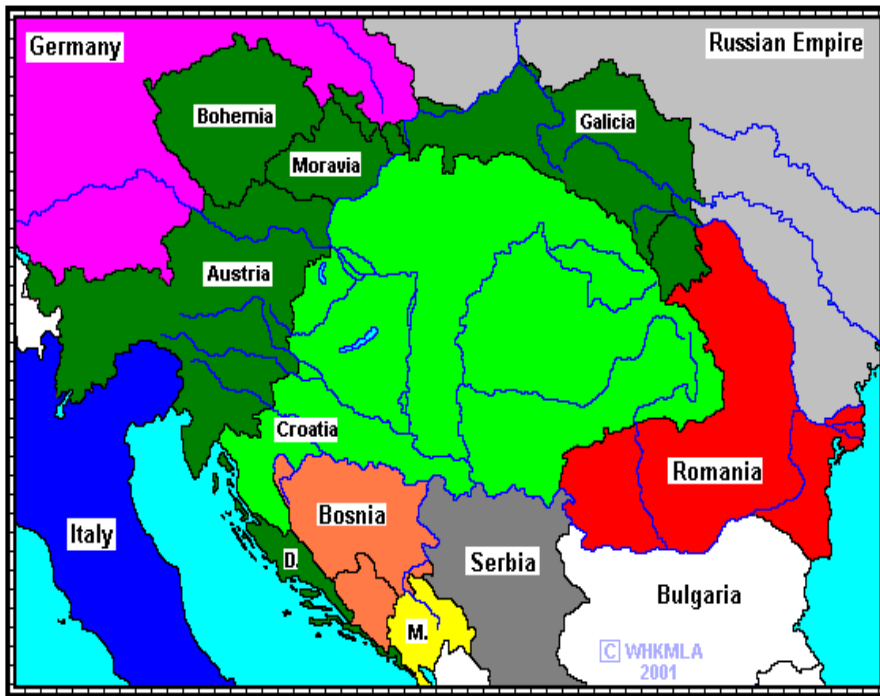 Germany
Russian Empire
Bohemia
Galicia
Moravia
Austria
Croatia
Romania
Bosnia
Italy
D.
Serbia
Bulgaria
M.
C WHKMLA
2001